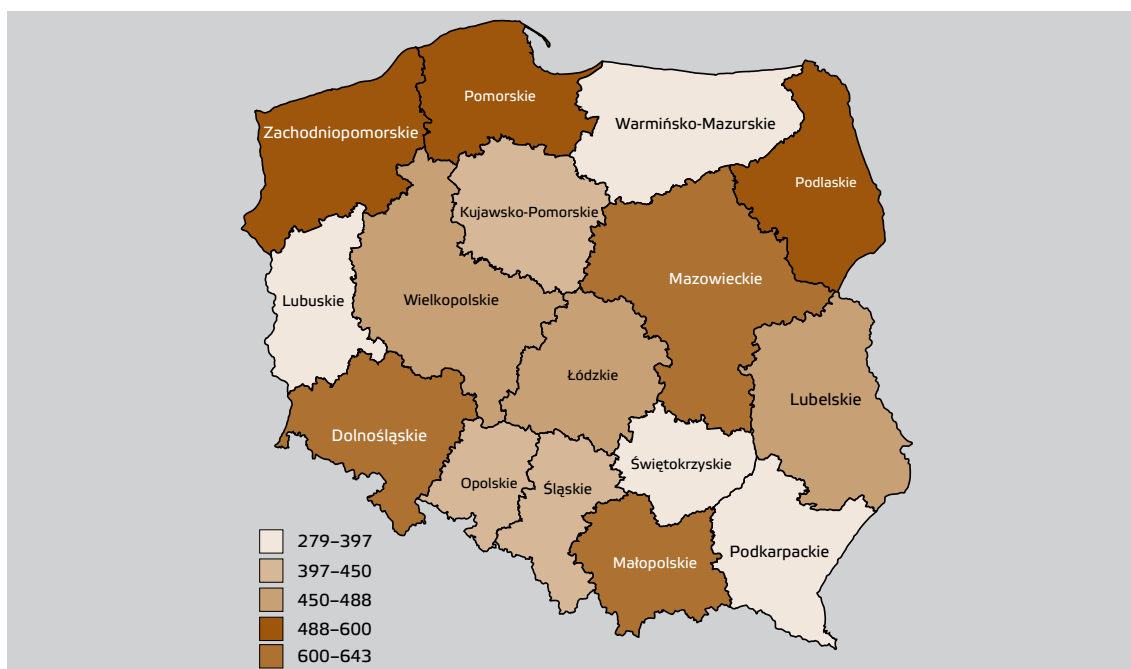 Pomorskie
Warmińsko-Mazurskie
Zachodniopomorskie
Podlaskie
Kujawsko-Pomorskie
Mazowieckie
Lubuskie
Wielkopolskie
Łódzkie
Lubelskie
Dolnośląskie
Świętokrzyskie
Opolskie
Śląskie
Podkarpackie
Małopolskie
279–397
397–450
450–488
488–600
600–643